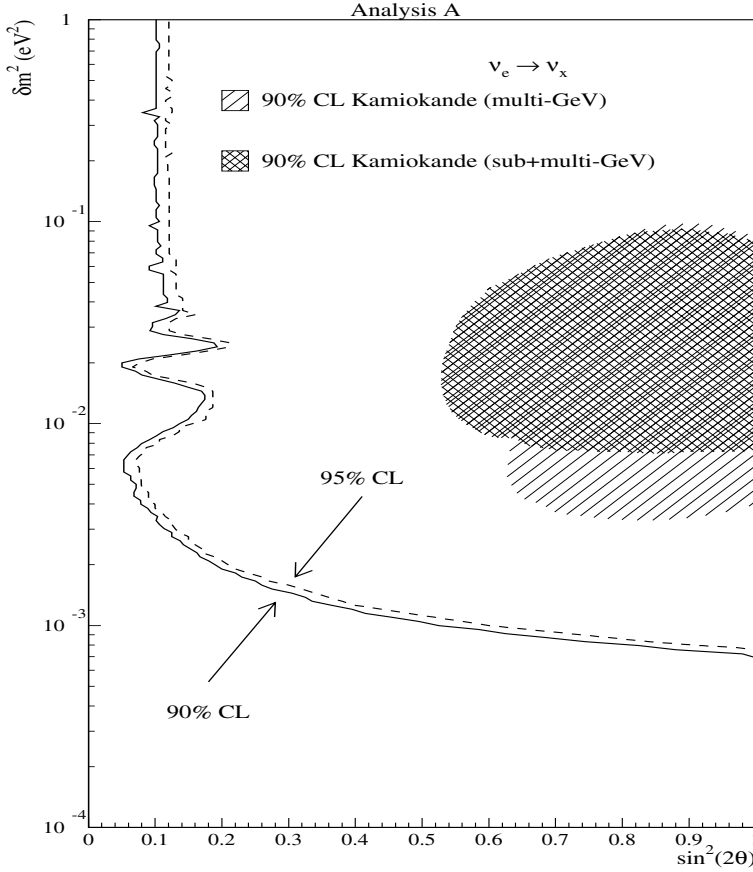 Analysis A
δm² (eV²)
1
νₑ → νₓ
90% CL Kamiokande (multi-GeV)
90% CL Kamiokande (sub+multi-GeV)
10⁻¹
10⁻²
95% CL
10⁻³
90% CL
10⁻⁴
0 0.1 0.2 0.3 0.4 0.5 0.6 0.7 0.8 0.9
sin²(2θ)